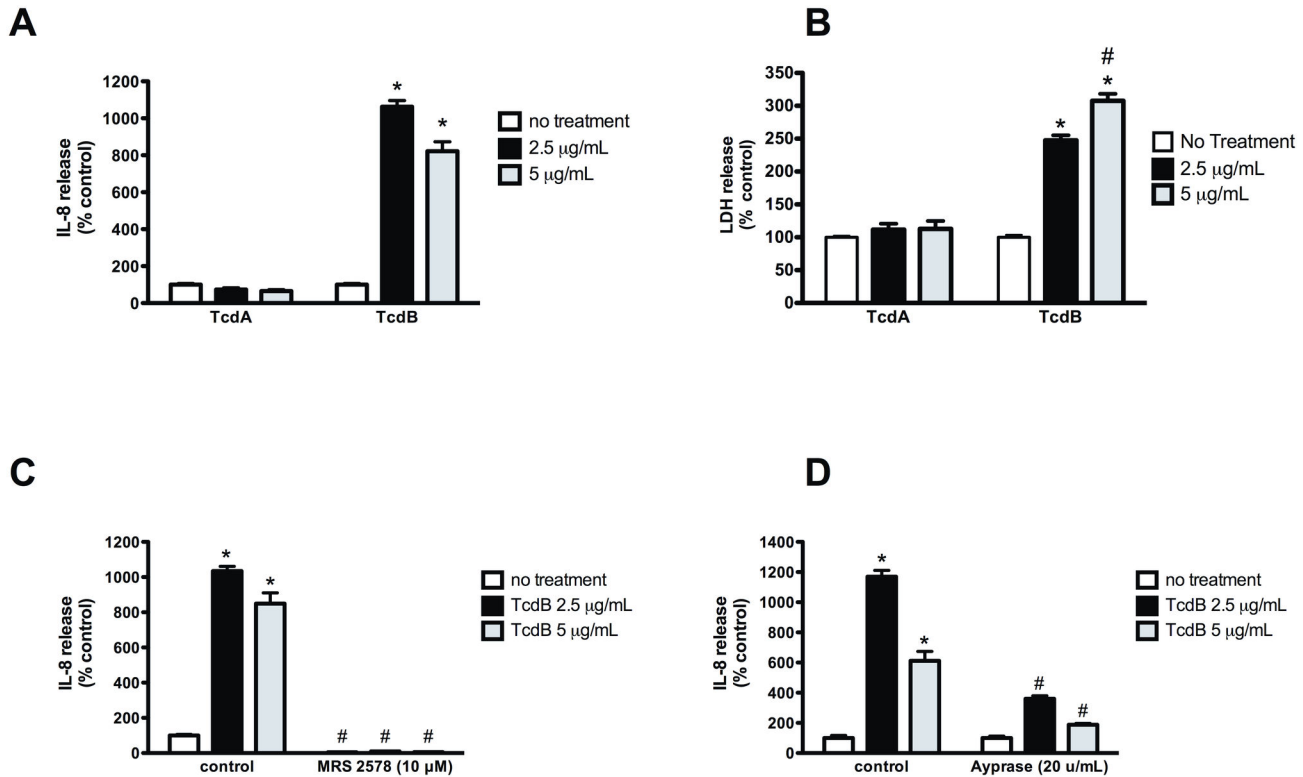 A
IL-8 release
(% control)
1200
1000
800
600
400
200
0
* *
TcdA TcdB
no treatment
2.5 μg/mL
5 μg/mL
B
LDH release
(% control)
350
300
250
200
150
100
50
0
#
* *
TcdA TcdB
No Treatment
2.5 μg/mL
5 μg/mL
C
IL-8 release
(% control)
1200
1000
800
600
400
200
0
* *
# # #
control MRS 2578 (10 μM)
no treatment
TcdB 2.5 μg/mL
TcdB 5 μg/mL
D
IL-8 release
(% control)
1400
1200
1000
800
600
400
200
0
* *
# #
control Ayprase (20 u/mL)
no treatment
TcdB 2.5 μg/mL
TcdB 5 μg/mL